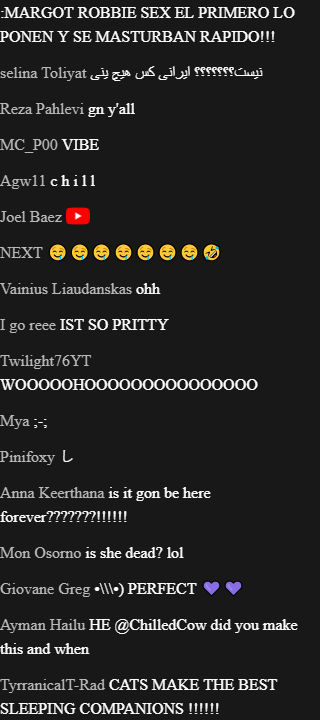 :MARGOT ROBBIE SEX EL PRIMERO LO
PONEN Y SE MASTURBAN RAPIDO!!!
selina Toliyat ایرانی کس هیچ ینی ؟؟؟؟؟؟؟نیست
Reza Pahlevi gn y'all
MC_P00 VIBE
Agw11 c h i l l
Joel Baez
NEXT 🤣🤣🤣🤣🤣🤣🤣🤣
Vainius Liaudanskas ohh
I go reee IST SO PRITTY
Twilight76YT
WOOOOOHOOOOOOOOOOOOOOO
Mya ;-;
Pinifoxy し
Anna Keerthana is it gon be here
forever???????!!!!!!
Mon Osorno is she dead? lol
Giovane Greg •\\\•) PERFECT 💜 💜
Ayman Hailu HE @ChilledCow did you make
this and when
TyrranicalT-Rad CATS MAKE THE BEST
SLEEPING COMPANIONS !!!!!!